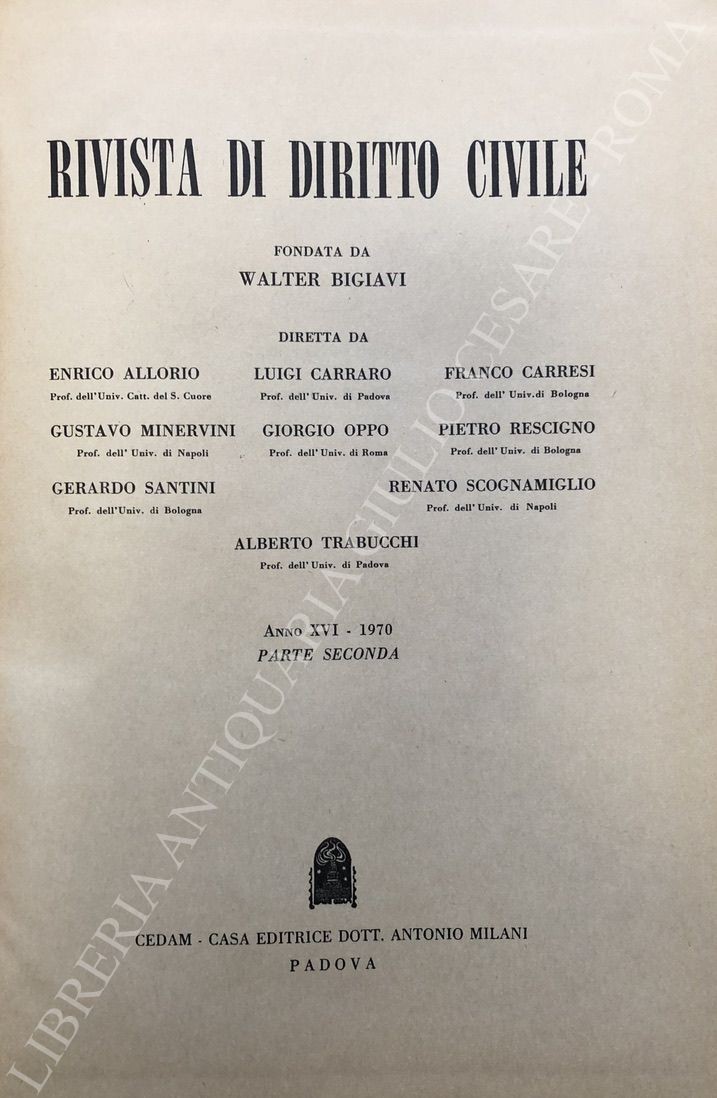 RIVISTA DI DIRITTO CIVILE
FONDATA DA
WALTER BIGIAVI
DIRETTA DA
ENRICO ALLORIO LUIGI CARRARO FRANCO CARRESI
Prof. dell'Univ. Catt. del S. Cuore Prof. dell'Univ. di Padova Prof. dell'Univ.di Bologna
GUSTAVO MINERVINI GIORGIO OPPO PIETRO RESCIGNO
Prof. dell'Univ. di Napoli Prof. dell'Univ. di Roma Prof. dell'Univ. di Bologna
GERARDO SANTINI RENATO SCOGNAMIGLIO
Prof. dell'Univ. di Bologna Prof. dell'Univ. di Napoli
ALBERTO TRABUCCHI
Prof. dell'Univ. di Padova
ANNO XVI - 1970
PARTE SECONDA
CEDAM - CASA EDITRICE DOTT. ANTONIO MILANI
PADOVA
LIBRERIA ANTIQUARIA GIULIO CESARE - ROMA